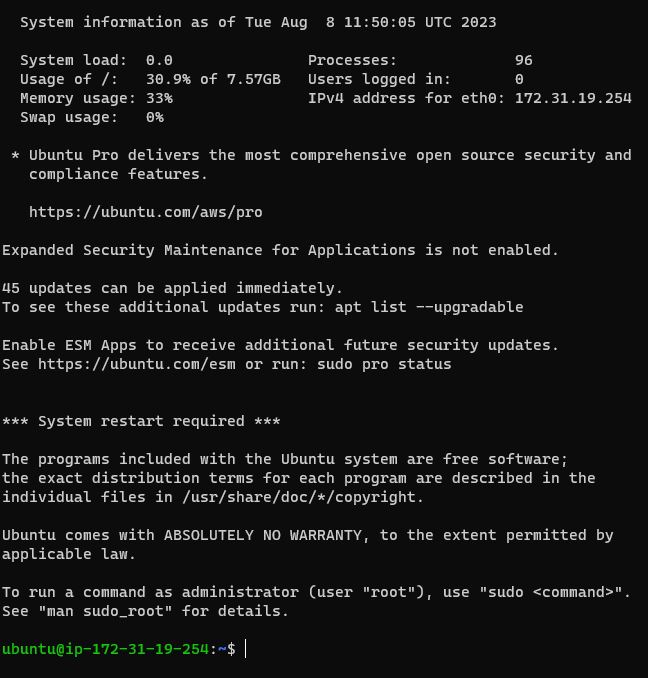 System information as of Tue Aug  8 11:50:05 UTC 2023
System load:  0.0               Processes:             96
Usage of /:   30.9% of 7.57GB   Users logged in:       0
Memory usage: 33%               IPv4 address for eth0: 172.31.19.254
Swap usage:   0%
* Ubuntu Pro delivers the most comprehensive open source security and
compliance features.
https://ubuntu.com/aws/pro
Expanded Security Maintenance for Applications is not enabled.
45 updates can be applied immediately.
To see these additional updates run: apt list --upgradable
Enable ESM Apps to receive additional future security updates.
See https://ubuntu.com/esm or run: sudo pro status
*** System restart required ***
The programs included with the Ubuntu system are free software;
the exact distribution terms for each program are described in the
individual files in /usr/share/doc/*/copyright.
Ubuntu comes with ABSOLUTELY NO WARRANTY, to the extent permitted by
applicable law.
To run a command as administrator (user "root"), use "sudo <command>".
See "man sudo_root" for details.
ubuntu@ip-172-31-19-254:~$